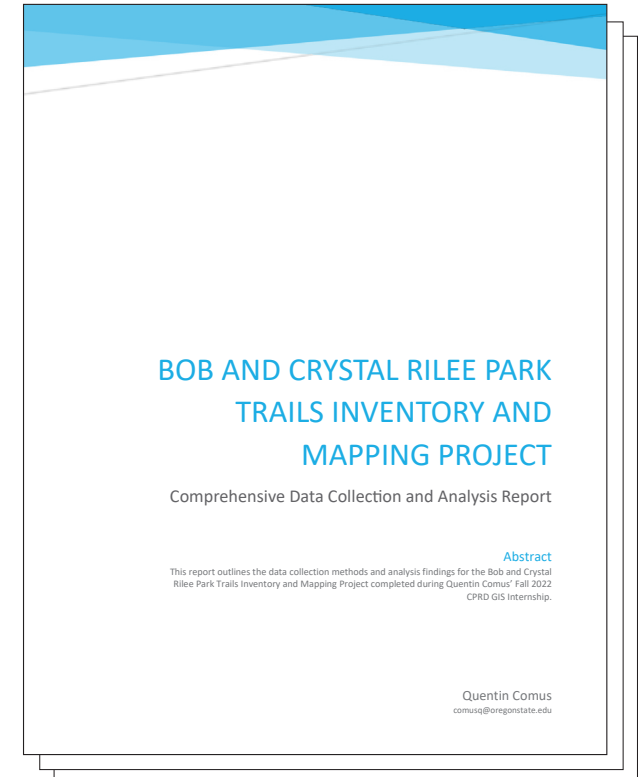 BOB AND CRYSTAL RILEE PARK
TRAILS INVENTORY AND
MAPPING PROJECT
Comprehensive Data Collection and Analysis Report
Abstract
This report outlines the data collection methods and analysis findings for the Bob and Crystal
Rilee Park Trails Inventory and Mapping Project completed during Quentin Comus' Fall 2022
CPRD GIS Internship.
Quentin Comus
comusq@oregonstate.edu